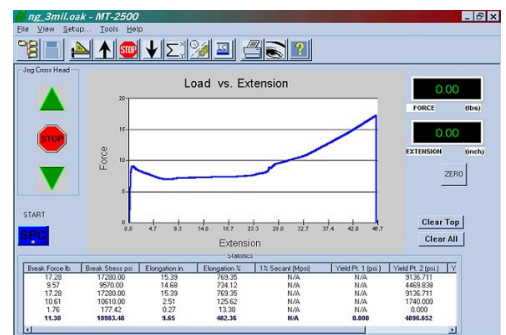 ng_3mil.oak - MT-2500
File View Setup... Tools Help
STOP
?
Jog Cross Head
STOP
START
SPC
Load vs. Extension
Force
20
15
10
5
0
0.0 4.7 9.3 14.0 18.7 23.3 28.0 32.7 37.4 42.0 46.7
Extension
0.00
FORCE (lbs)
0.00
EXTENSION (inch)
ZERO
Clear Top
Clear All
Statistics
Break Force lb Break Stress psi Elongation in. Elongation % 1% Secant (Mpsi) Yield Pt. 1 (psi.) Yield Pt. 2 (psi.) Y
17.28 17280.00 15.39 769.35 N/A N/A 9136.711
9.57 9570.00 14.68 734.12 N/A N/A 4469.838
17.28 17280.00 15.39 769.35 N/A N/A 9136.711
10.61 10610.00 2.51 125.62 N/A N/A 1740.000
1.76 177.42 0.27 13.38 N/A N/A 0.000
11.30 10983.48 9.65 482.36 N/A 0.000 4896.652